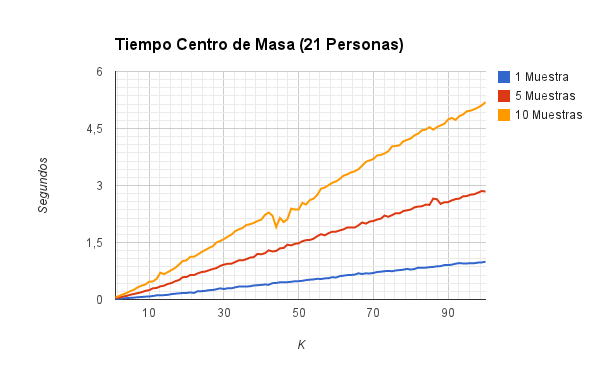 Tiempo Centro de Masa (21 Personas)
6
4,5
3
1,5
0
Segundos
10 30 50 70 90
K
1 Muestra
5 Muestras
10 Muestras